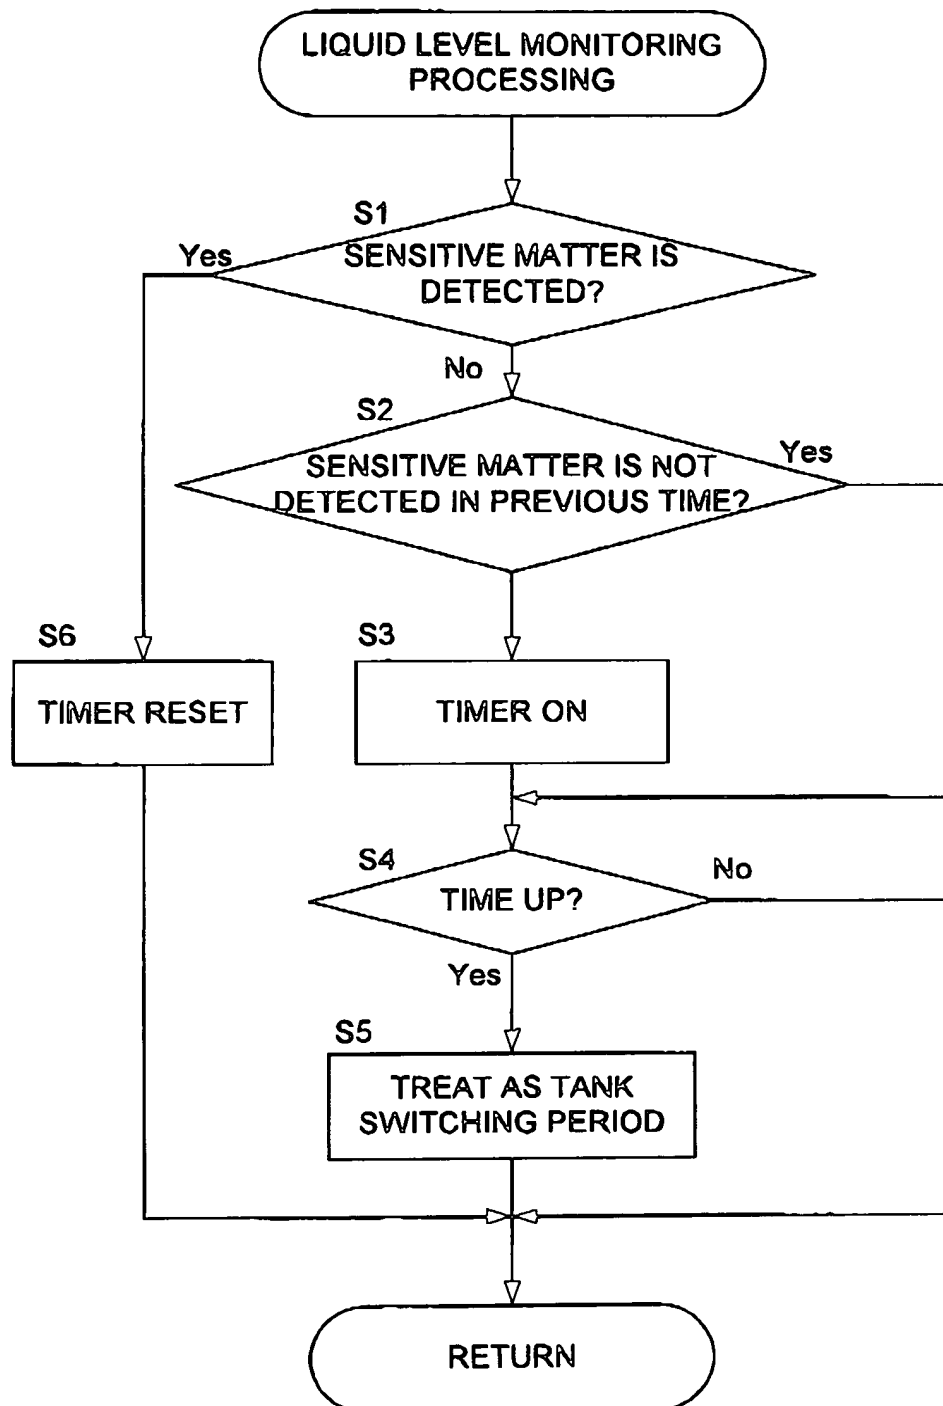 LIQUID LEVEL MONITORING
PROCESSING
S1
Yes
SENSITIVE MATTER IS
DETECTED?
No
S2
Yes
SENSITIVE MATTER IS NOT
DETECTED IN PREVIOUS TIME?
S6
S3
TIMER RESET
TIMER ON
S4
No
TIME UP?
Yes
S5
TREAT AS TANK
SWITCHING PERIOD
RETURN